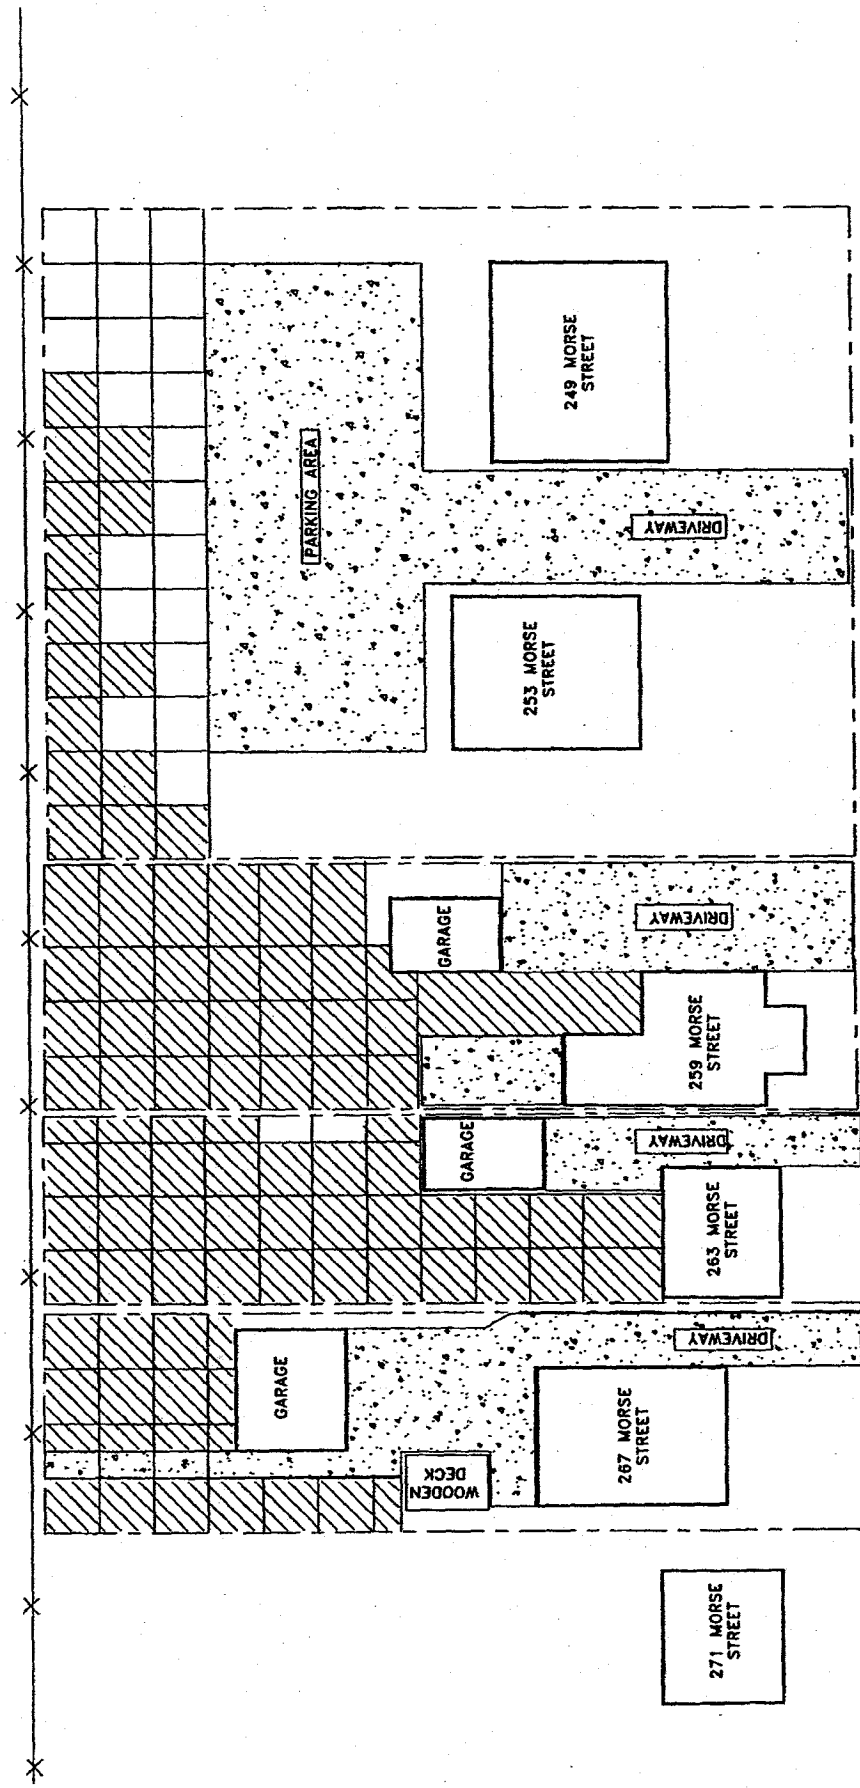 249 MORSE
STREET
PARKING AREA
DRIVEWAY
253 MORSE
STREET
GARAGE
DRIVEWAY
259 MORSE
STREET
GARAGE
DRIVEWAY
263 MORSE
STREET
GARAGE
DRIVEWAY
267 MORSE
STREET
WOODEN
DECK
271 MORSE
STREET